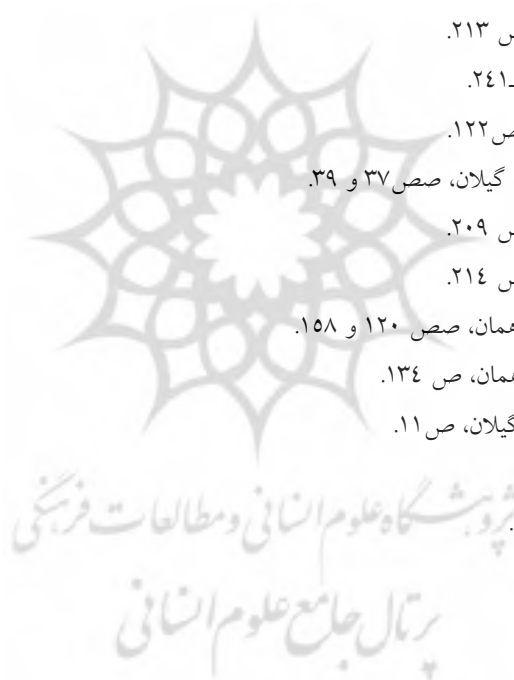 ص ۲۱۳.
ـ۲٤۱.
ص۱۲۲.
گیلان، صص۳۷ و ۳۹.
ص ۲۰۹.
ص ۲۱٤.
همان، صص ۱۲۰ و ۱۵۸.
همان، ص ۱۳٤.
گیلان، ص۱۱.
.
پژوهشگاه علوم انسانی و مطالعات فرهنگی
پرتال جامع علوم انسانی